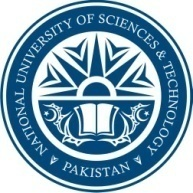 NATIONAL UNIVERSITY OF SCIENCES & TECHNOLOGY
PAKISTAN